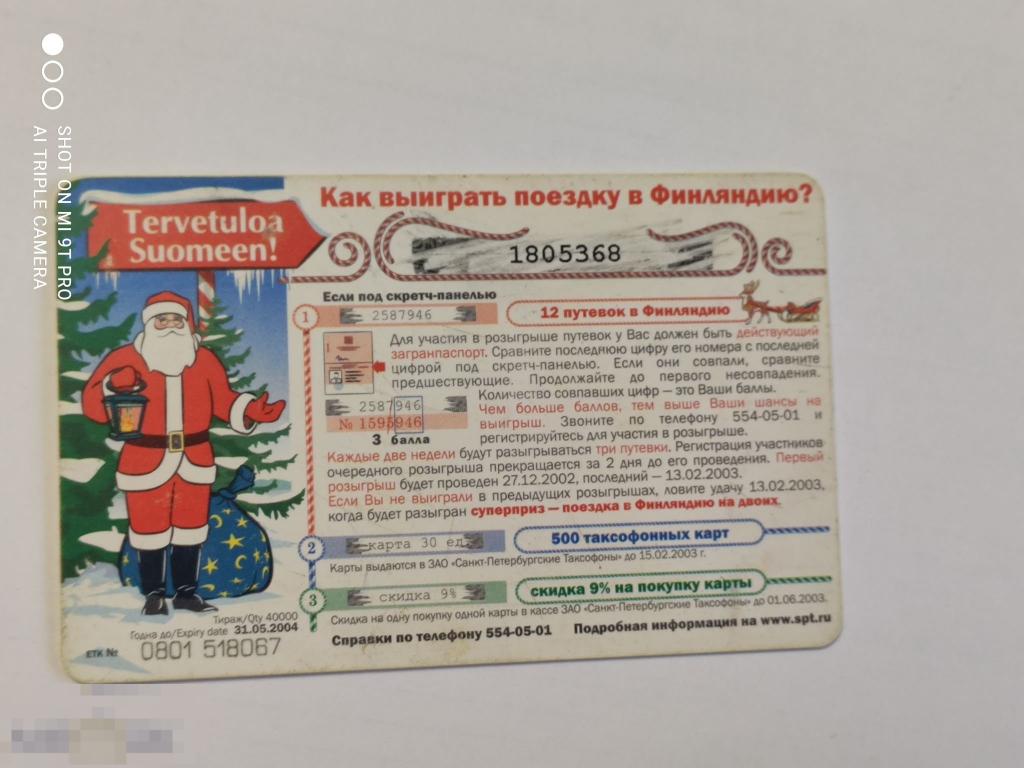 SHOT ON MI 9T PRO
AI TRIPLE CAMERA
Tervetuloa
Suomeen!
Как выиграть поездку в Финляндию?
1805368
Если под скретч-панелью
1 2587946
12 путевок в Финляндию
Для участия в розыгрыше путевок у Вас должен быть действующий
загранпаспорт. Сравните последнюю цифру его номера с последней
цифрой под скретч-панелью. Если они совпали, сравните
предшествующие. Продолжайте до первого несовпадения.
Количество совпавших цифр — это Ваши баллы.
2587946
№ 1595946
3 балла
Чем больше баллов, тем выше Ваши шансы на
выигрыш. Звоните по телефону 554-05-01 и
регистрируйтесь для участия в розыгрыше.
Каждые две недели будут разыгрываться три путевки. Регистрация участников
очередного розыгрыша прекращается за 2 дня до его проведения. Первый
розыгрыш будет проведен 27.12.2002, последний — 13.02.2003.
Если Вы не выиграли в предыдущих розыгрышах, ловите удачу 13.02.2003,
когда будет разыгран суперприз — поездка в Финляндию на двоих.
2 карта 30 ед.
500 таксофонных карт
Карты выдаются в ЗАО «Санкт-Петербургские Таксофоны» до 15.02.2003 г.
3 скидка 9%
скидка 9% на покупку карты
Скидка на одну покупку одной карты в кассе ЗАО «Санкт-Петербургские Таксофоны» до 01.06.2003.
Справки по телефону 554-05-01 Подробная информация на www.spt.ru
Тираж/Qty 40000
Годна до/Expiry date 31.05.2004
ЕТК № 0801 518067